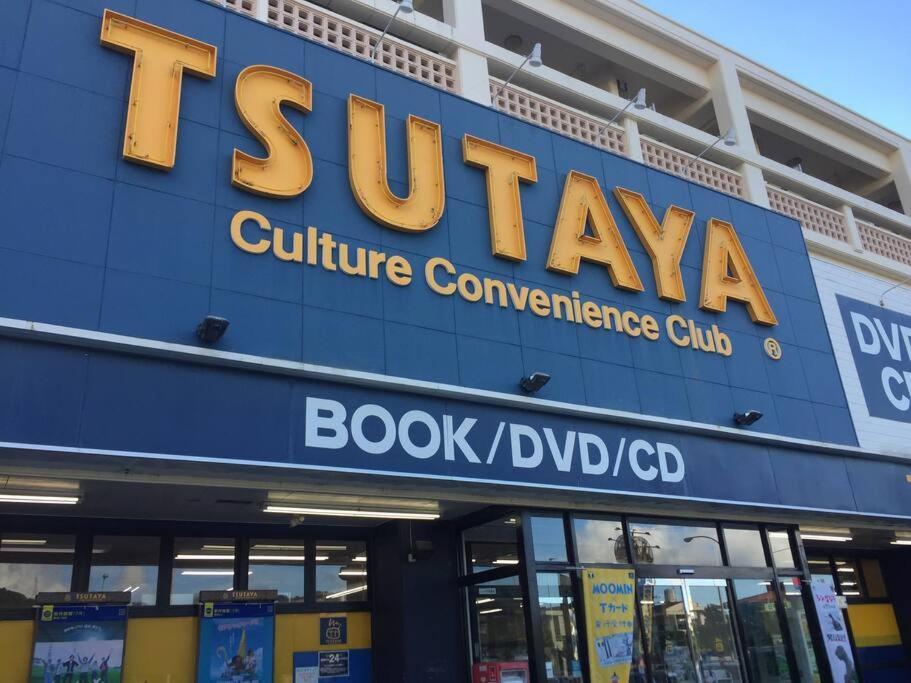 TSUTAYA
Culture Convenience Club ®
BOOK/DVD/CD
DVD
TSUTAYA
TSUTAYA
MOOMIN
Tカード
24